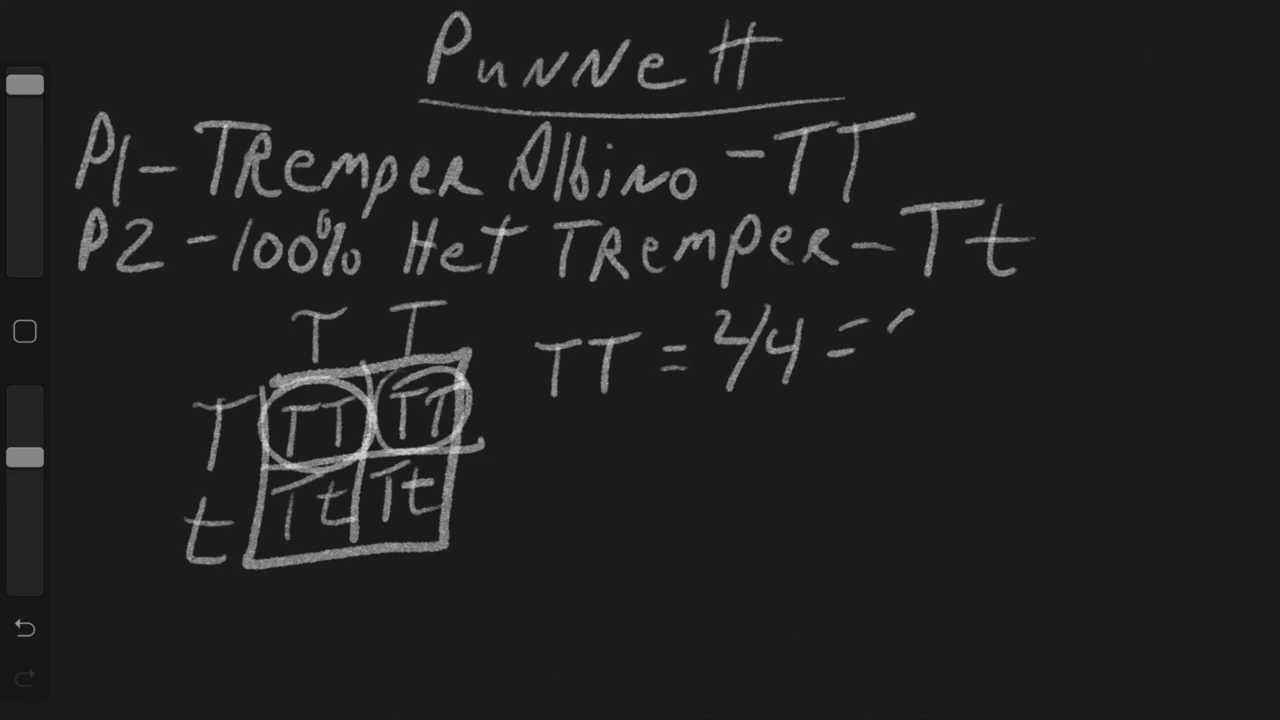 Punnett
P1 - Tremper Albino - TT
P2 - 100% Het Tremper - Tt
T T
TT = 2/4 =
T TT TT
t Tt Tt